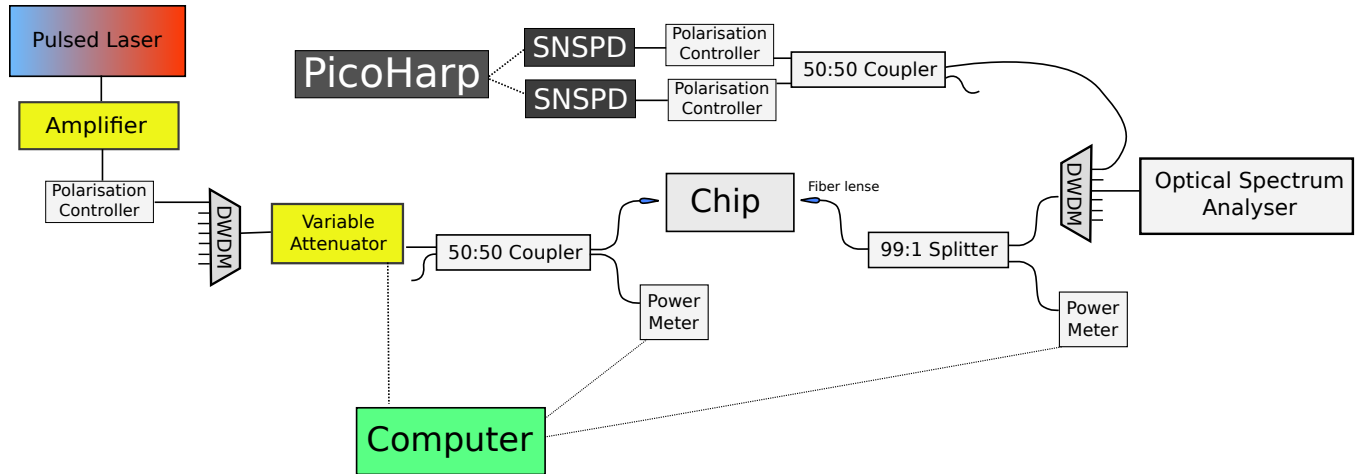 Pulsed Laser
Amplifier
Polarisation
Controller
DWDM
Variable
Attenuator
50:50 Coupler
Power
Meter
Computer
PicoHarp
SNSPD
SNSPD
Polarisation
Controller
Polarisation
Controller
50:50 Coupler
Chip
Fiber lense
99:1 Splitter
Power
Meter
DWDM
Optical Spectrum
Analyser